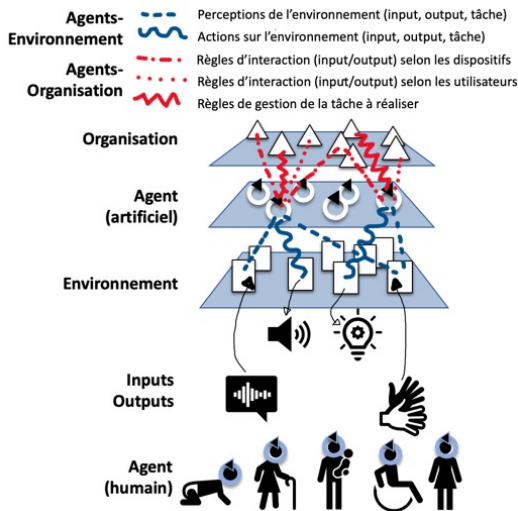 Agents-
Environnement
Perceptions de l’environnement (input, output, tâche)
Actions sur l’environnement (input, output, tâche)
Agents-
Organisation
Règles d’interaction (input/output) selon les dispositifs
Règles d’interaction (input/output) selon les utilisateurs
Règles de gestion de la tâche à réaliser
Organisation
Agent
(artificiel)
Environnement
Inputs
Outputs
Agent
(humain)